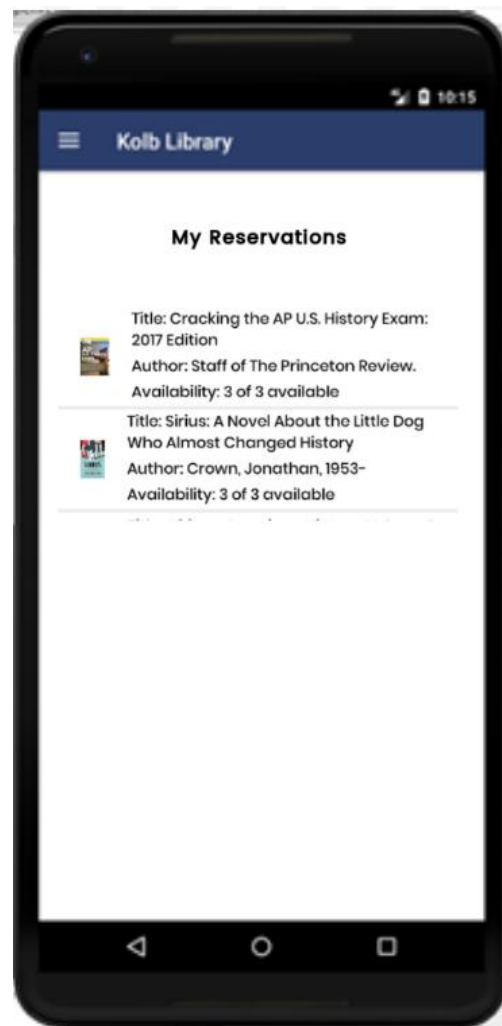 10:15
Kolb Library
My Reservations
Title: Cracking the AP U.S. History Exam:
2017 Edition
Author: Staff of The Princeton Review.
Availability: 3 of 3 available
Title: Sirius: A Novel About the Little Dog
Who Almost Changed History
Author: Crown, Jonathan, 1953-
Availability: 3 of 3 available